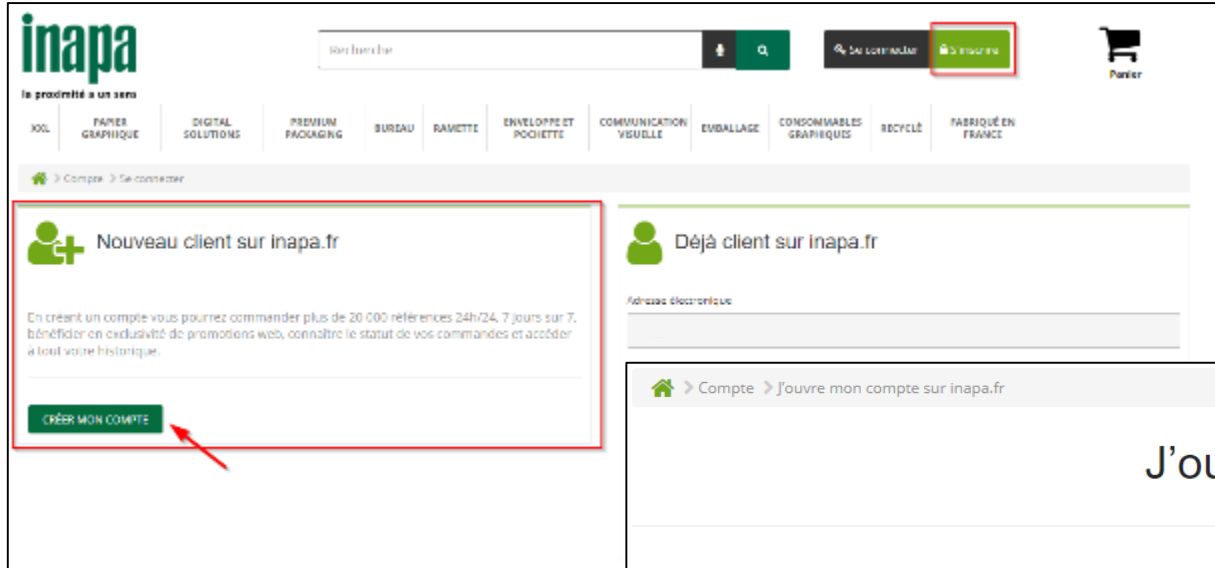 inapa
la proximité a un sens
Recherche
Se connecter
S'inscrire
Panier
XXL
PAPIER
GRAPHIQUE
DIGITAL
SOLUTIONS
PREMIUM
PACKAGING
BUREAU
RAMETTE
ENVELOPPE ET
POCHETTE
COMMUNICATION
VISUELLE
EMBALLAGE
CONSOMMABLES
GRAPHIQUES
RECYCLÉ
FABRIQUÉ EN
FRANCE
> Compte > Se connecter
Nouveau client sur inapa.fr
En créant un compte vous pourrez commander plus de 20 000 références 24h/24, 7 jours sur 7,
bénéficier en exclusivité de promotions web, connaître le statut de vos commandes et accéder
à tout votre historique.
CRÉER MON COMPTE
Déjà client sur inapa.fr
Adresse électronique
> Compte > J'ouvre mon compte sur inapa.fr
J'ou